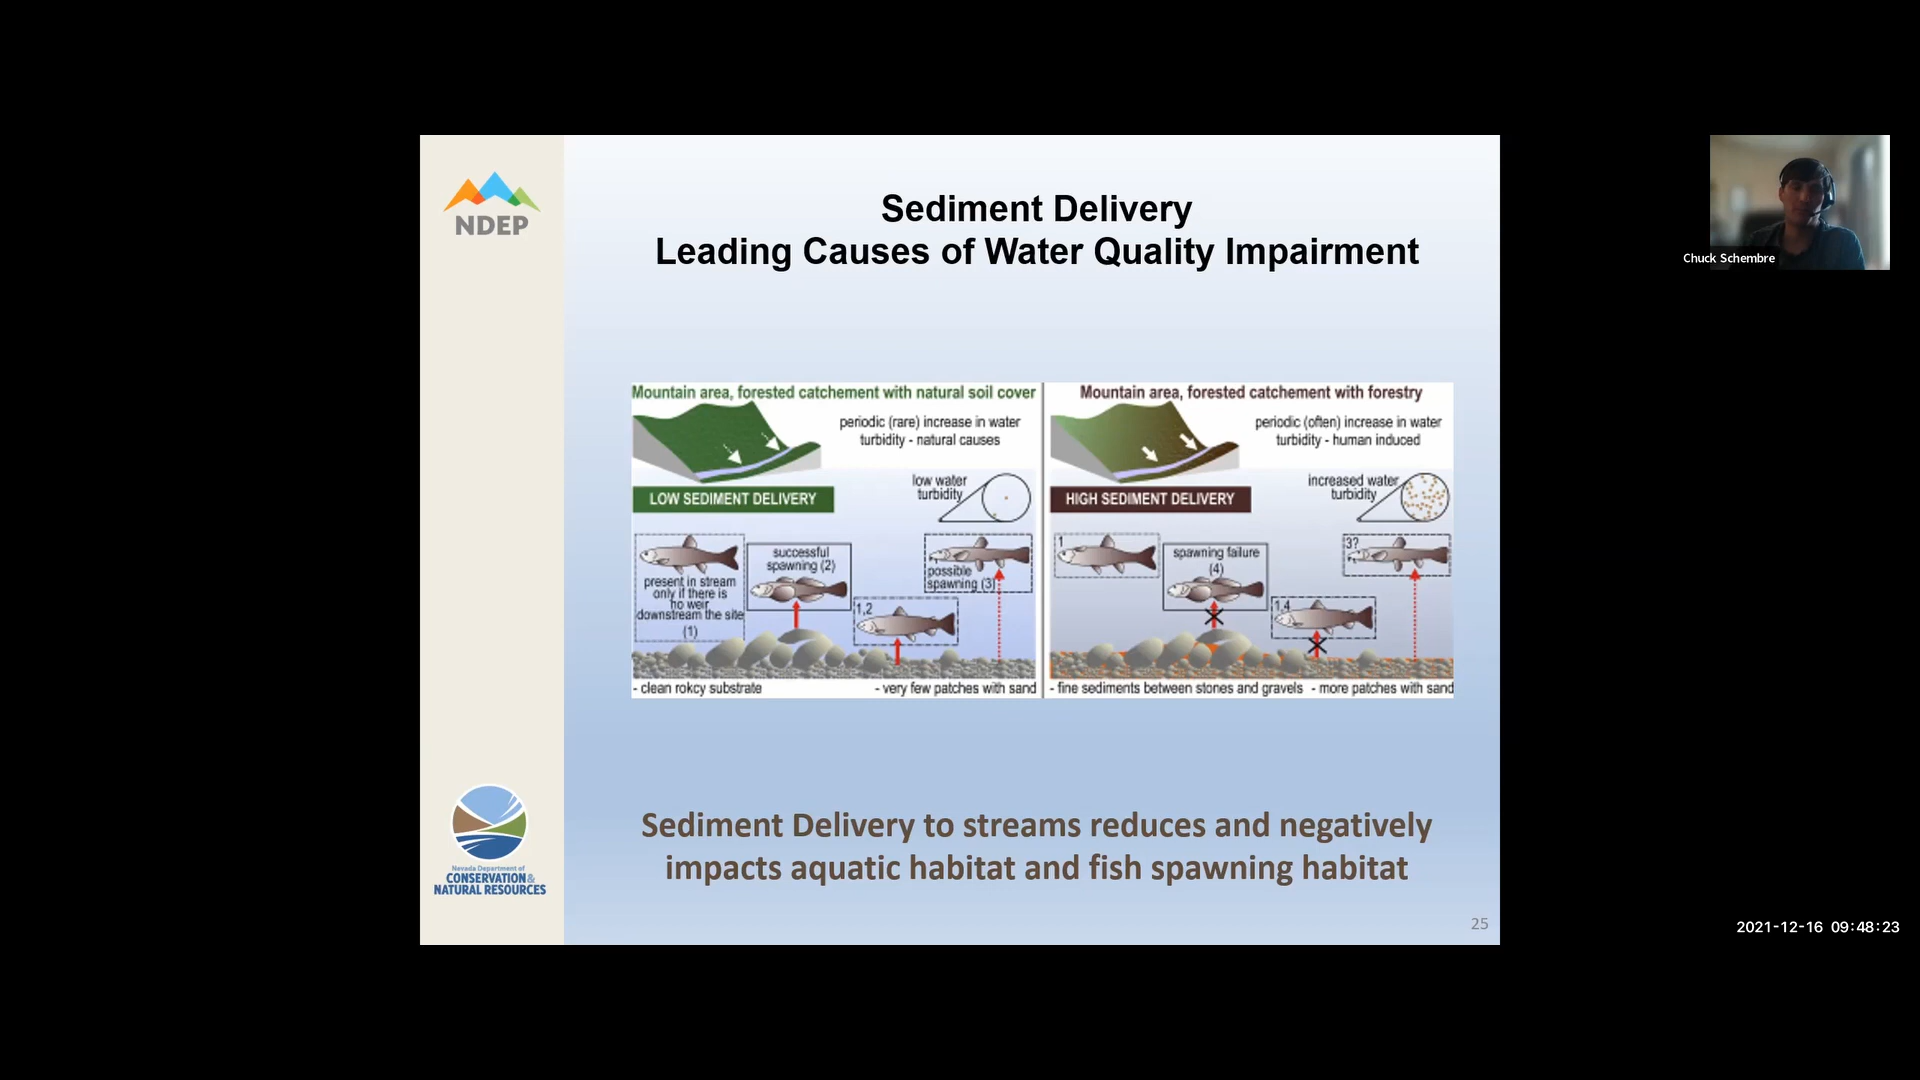 NDEP
Sediment Delivery
Leading Causes of Water Quality Impairment
Mountain area, forested catchement with natural soil cover
periodic (rare) increase in water
turbidity - natural causes
LOW SEDIMENT DELIVERY
low water
turbidity
present in stream
only if there is
no weir
downstream the site
(1)
successful
spawning (2)
1,2
possible
spawning (3)
- clean rokcy substrate
- very few patches with sand
Mountain area, forested catchement with forestry
periodic (often) increase in water
turbidity - human induced
HIGH SEDIMENT DELIVERY
increased water
turbidity
1
spawning failure
(4)
1,4
3?
- fine sediments between stones and gravels
- more patches with sand
Sediment Delivery to streams reduces and negatively
impacts aquatic habitat and fish spawning habitat
Nevada Department of
CONSERVATION&
NATURAL RESOURCES
25
Chuck Schembre
2021-12-16 09:48:23